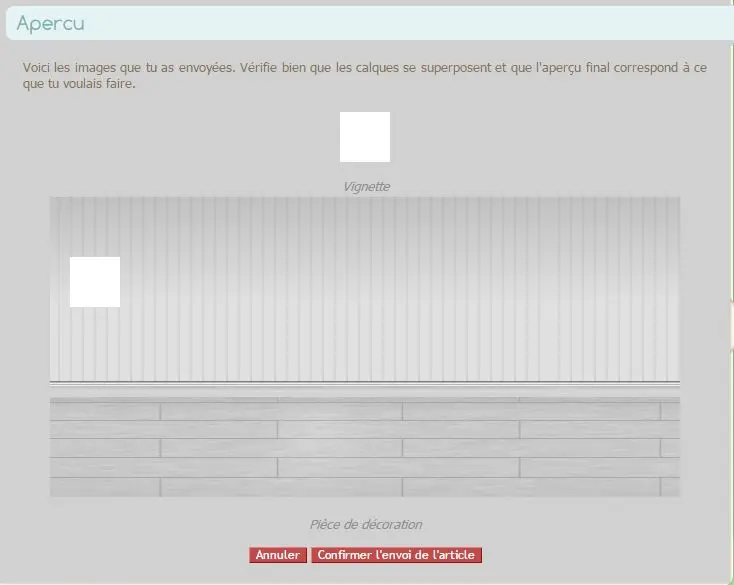 Apercu
Voici les images que tu as envoyées. Vérifie bien que les calques se superposent et que l'aperçu final correspond à ce
que tu voulais faire.
Vignette
Pièce de décoration
Annuler Confirmer l'envoi de l'article